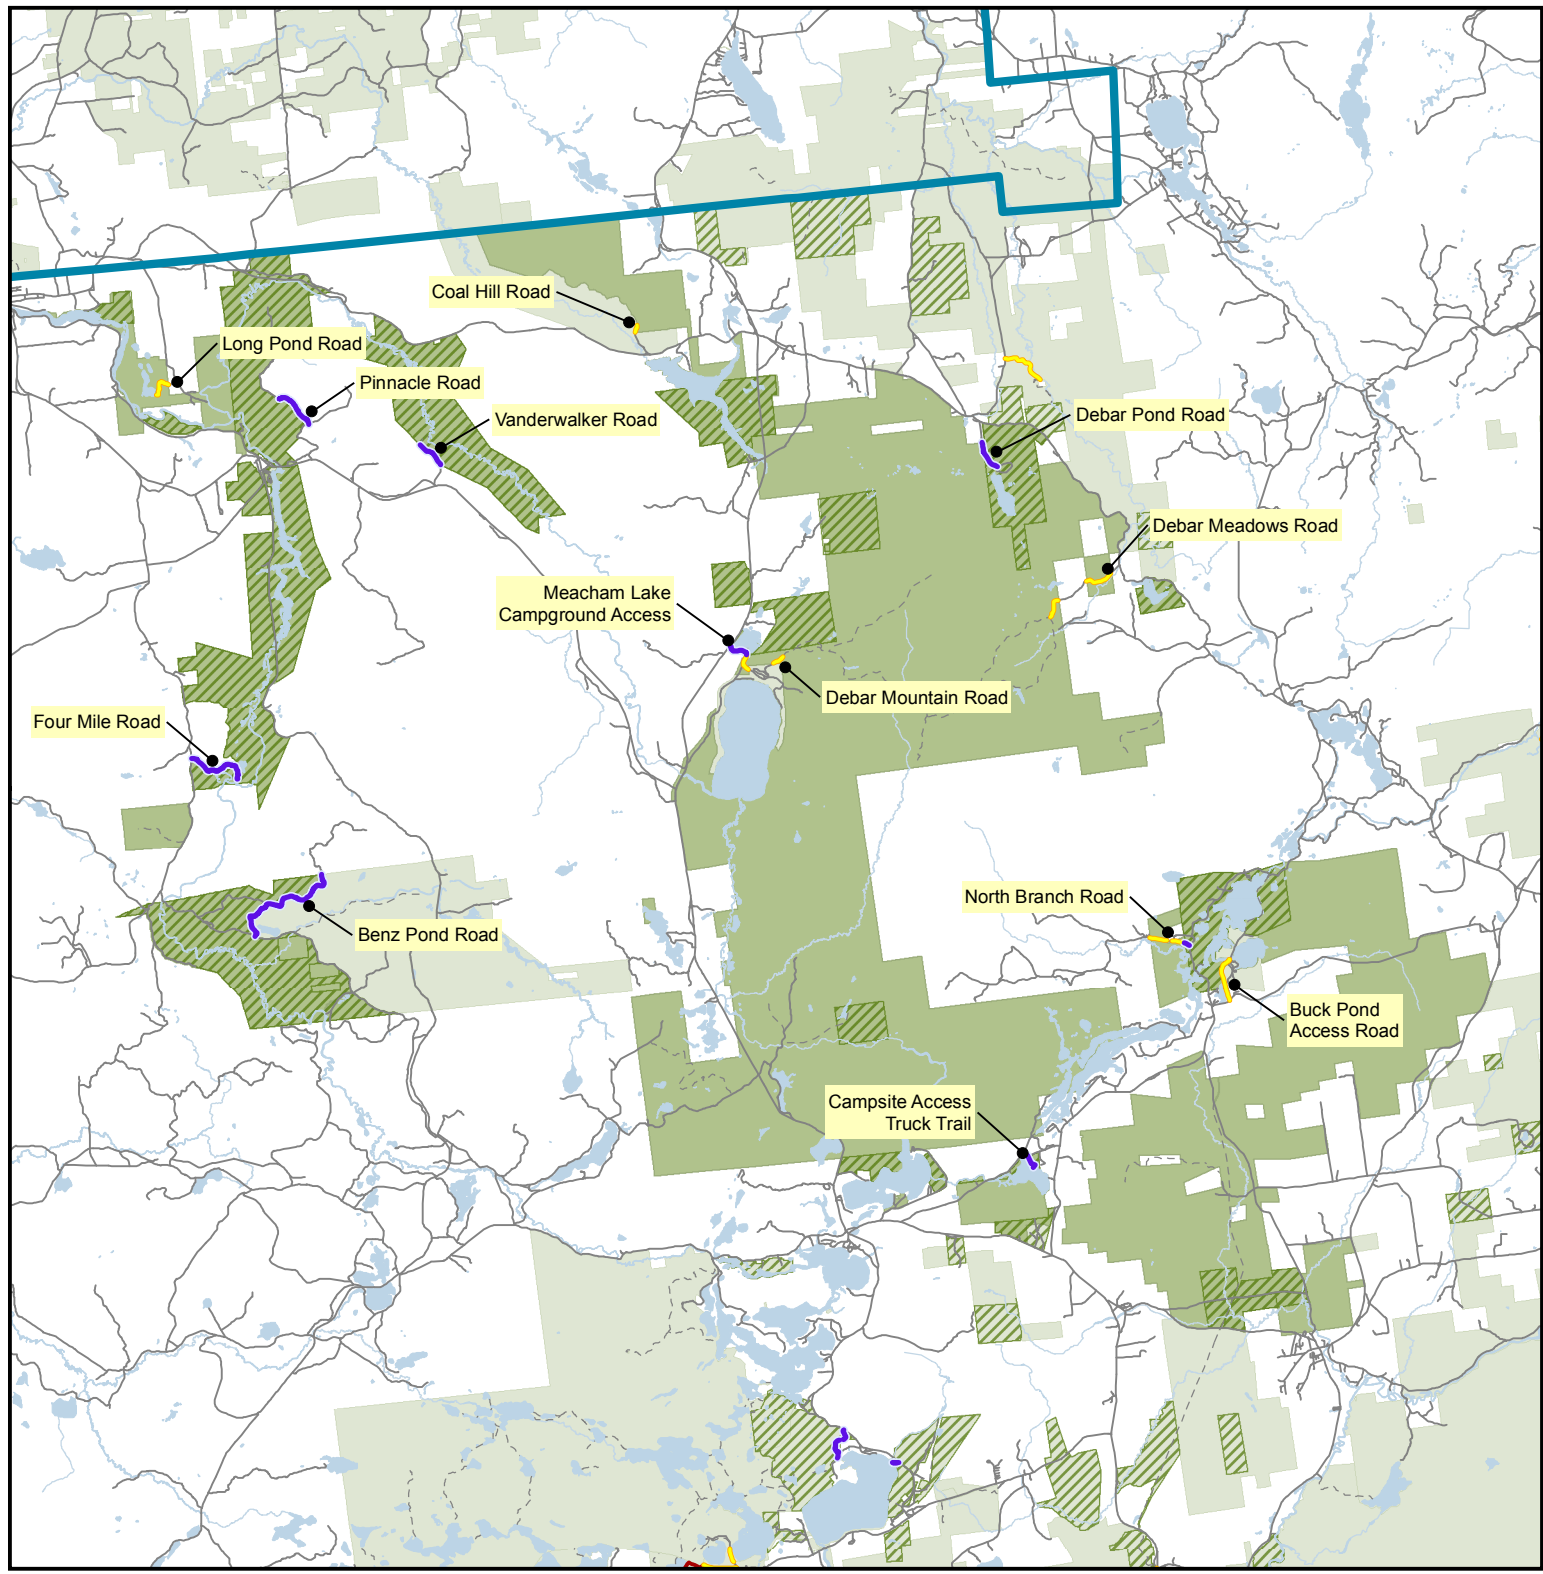 Coal Hill Road
Long Pond Road
Pinnacle Road
Vanderwalker Road
Debar Pond Road
Debar Meadows Road
Meacham Lake
Campground Access
Debar Mountain Road
Four Mile Road
North Branch Road
Benz Pond Road
Buck Pond
Access Road
Campsite Access
Truck Trail